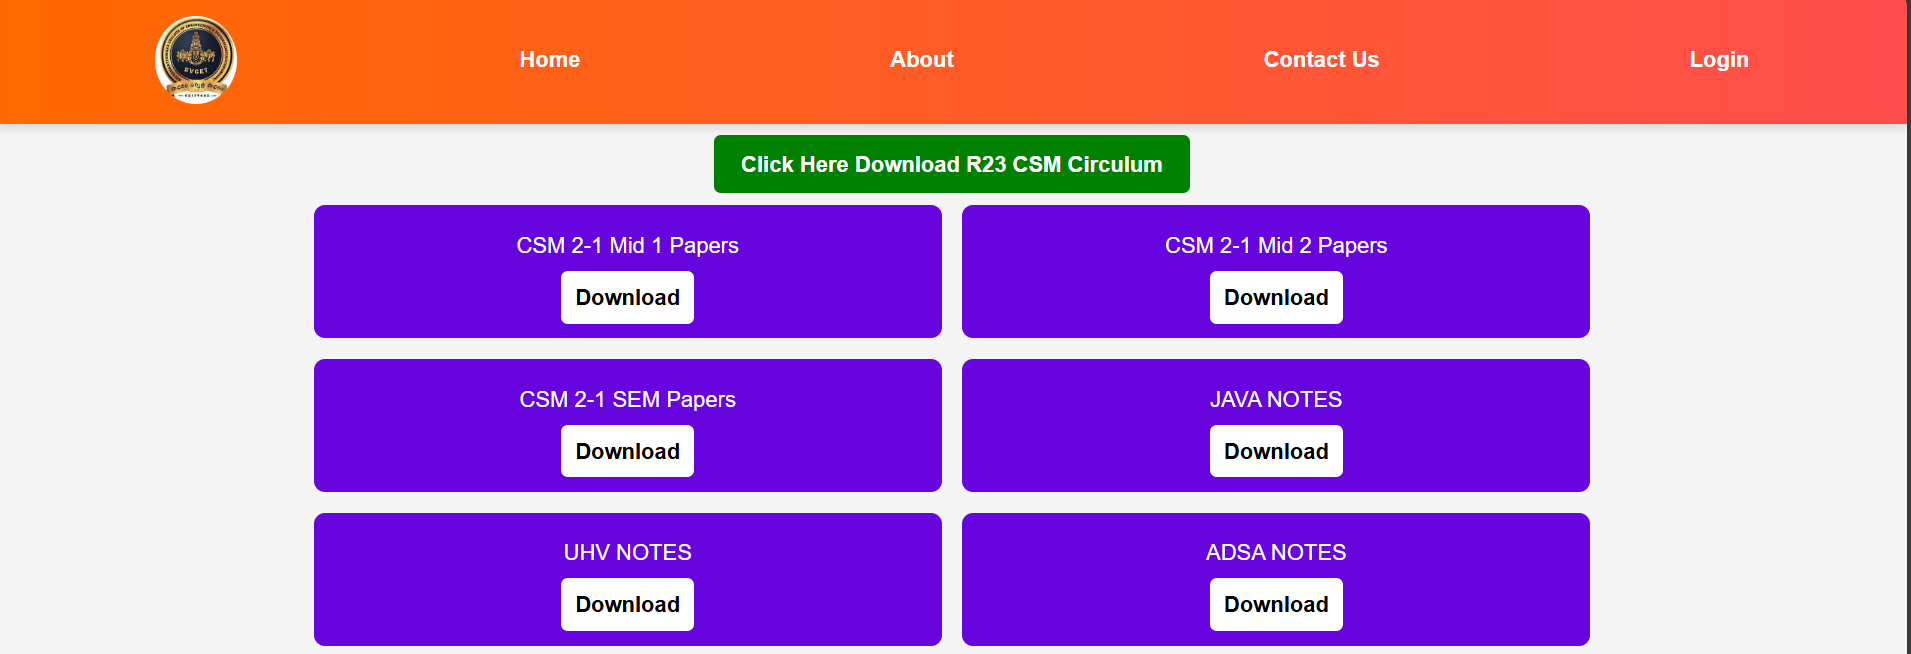 SVCET
Home
About
Contact Us
Login
Click Here Download R23 CSM Circulum
CSM 2-1 Mid 1 Papers
Download
CSM 2-1 Mid 2 Papers
Download
CSM 2-1 SEM Papers
Download
JAVA NOTES
Download
UHV NOTES
Download
ADSA NOTES
Download